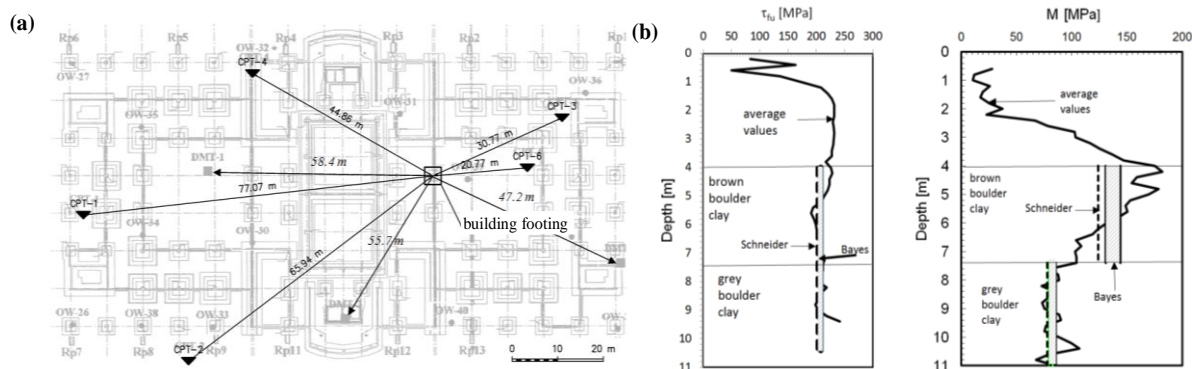 (a)
Rp6
Rp5
Rp4
Rp3
Rp2
Rp1
OW-32
CPT-4
OW-27
OW-36
OW-31
CPT-3
OW-35
44.86 m
30.77 m
DMT-1
58.4 m
20.77 m
CPT-6
77.07 m
47.2 m
CPT-1
building footing
OW-34
OW-30
65.94 m
55.7 m
OW-26
OW-38
OW-33
OW-40
CPT-2
Rp7
Rp8
Rp9
Rp11
Rp12
Rp13
0 10 20 m
(b)
τfu [MPa]
0 100 200 300
Depth [m]
0
1
2
3
4
5
6
7
8
9
10
11
average
values
brown
boulder
clay
Schneider
Bayes
grey
boulder
clay
M [MPa]
0 50 100 150 200
Depth [m]
0
1
2
3
4
5
6
7
8
9
10
11
average
values
brown
boulder
clay
Schneider
Bayes
grey
boulder
clay